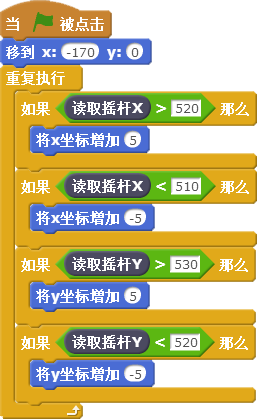 当 被点击
移到 x: -170 y: 0
重复执行
如果 读取摇杆X > 520 那么
将x坐标增加 5
如果 读取摇杆X < 510 那么
将x坐标增加 -5
如果 读取摇杆Y > 530 那么
将y坐标增加 5
如果 读取摇杆Y < 520 那么
将y坐标增加 -5